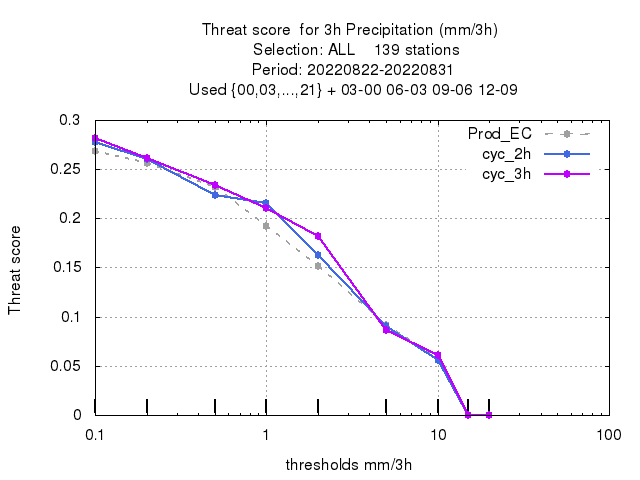 Threat score  for 3h Precipitation (mm/3h)
Selection: ALL    139 stations
Period: 20220822-20220831
Used {00,03,...,21} + 03-00 06-03 09-06 12-09
0.3
0.25
0.2
0.15
0.1
0.05
0
Threat score
Prod_EC
cyc_2h
cyc_3h
0.1 1 10 100
thresholds mm/3h